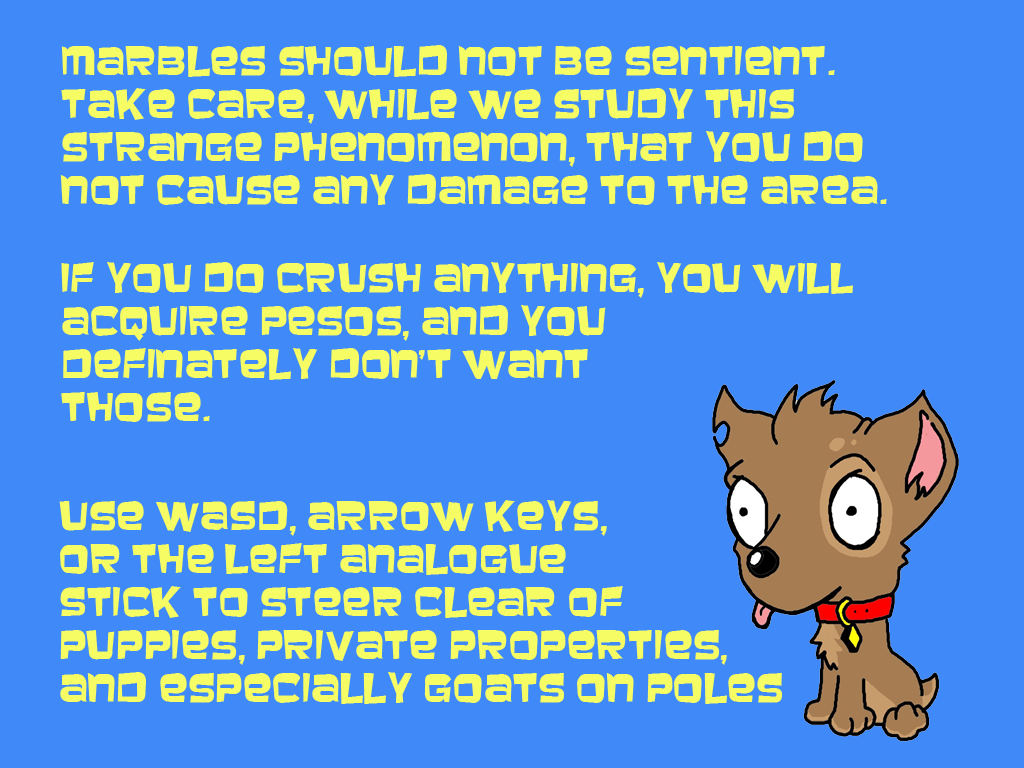 MARBLES SHOULD NOT BE SENTIENT.
TAKE CARE, WHILE WE STUDY THIS
STRANGE PHENOMENON, THAT YOU DO
NOT CAUSE ANY DAMAGE TO THE AREA.
IF YOU DO CRUSH ANYTHING, YOU WILL
ACQUIRE PESOS, AND YOU
DEFINATELY DON'T WANT
THOSE.
USE WASD, ARROW KEYS,
OR THE LEFT ANALOGUE
STICK TO STEER CLEAR OF
PUPPIES, PRIVATE PROPERTIES,
AND ESPECIALLY GOATS ON POLES